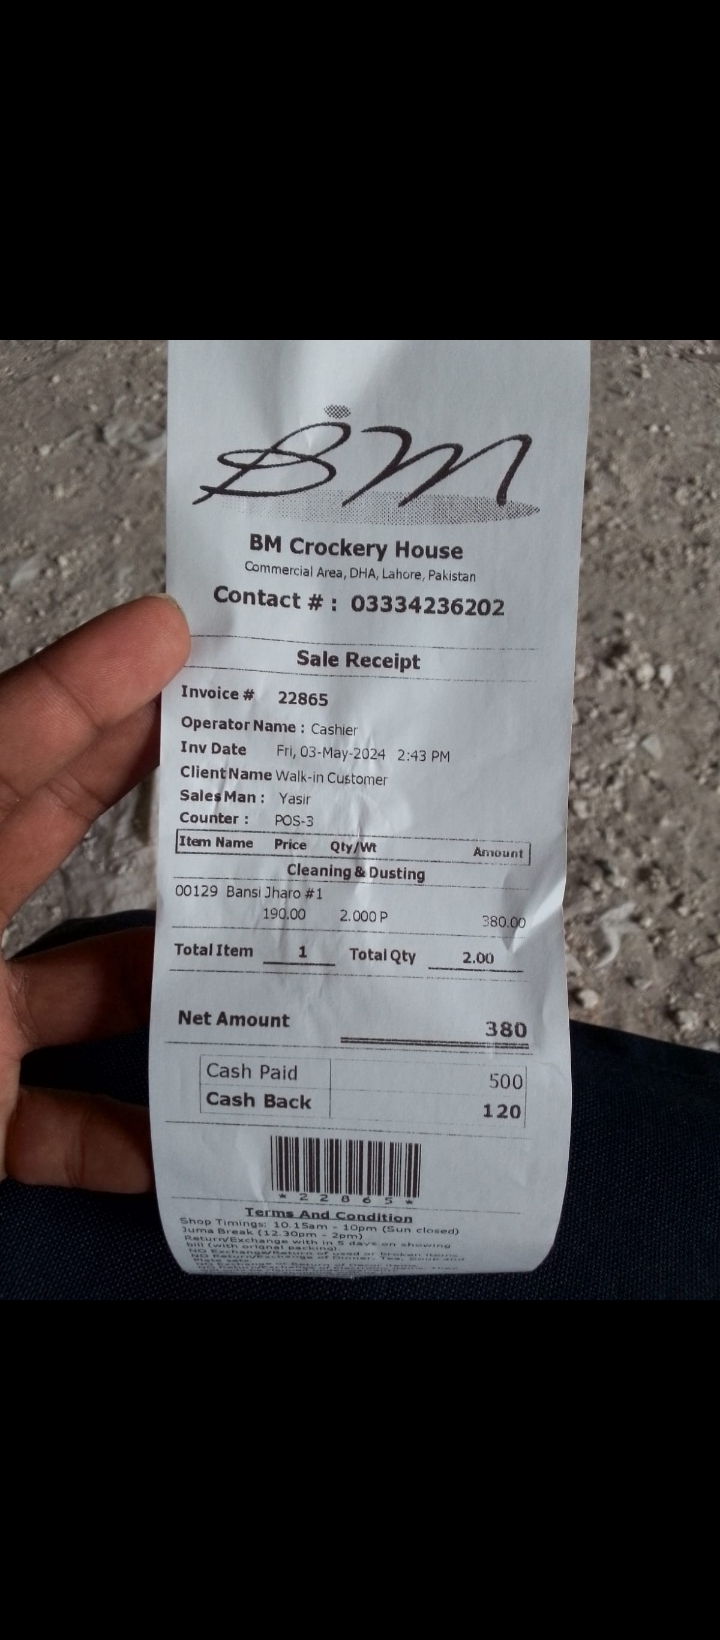 BM
BM Crockery House
Commercial Area, DHA, Lahore, Pakistan
Contact # : 03334236202
Sale Receipt
Invoice # 22865
Operator Name : Cashier
Inv Date Fri, 03-May-2024 2:43 PM
Client Name Walk-in Customer
Sales Man : Yasir
Counter : POS-3
Item Name Price Qty/Wt Amount
Cleaning & Dusting
00129 Bansi Jharo #1
190.00 2.000 P 380.00
Total Item 1 Total Qty 2.00
Net Amount 380
Cash Paid 500
Cash Back 120
* 2 2 8 6 5 *
Terms And Condition
Shop Timings: 10.15am - 10pm (Sun closed)
Juma Break (12.30pm - 2pm)
Return/Exchange with in 5 days on showing
bill (with orignal packing)
NO Exchange/Return of used or broken items
NO Return/Exchange of Dinner, Tea, Soup and